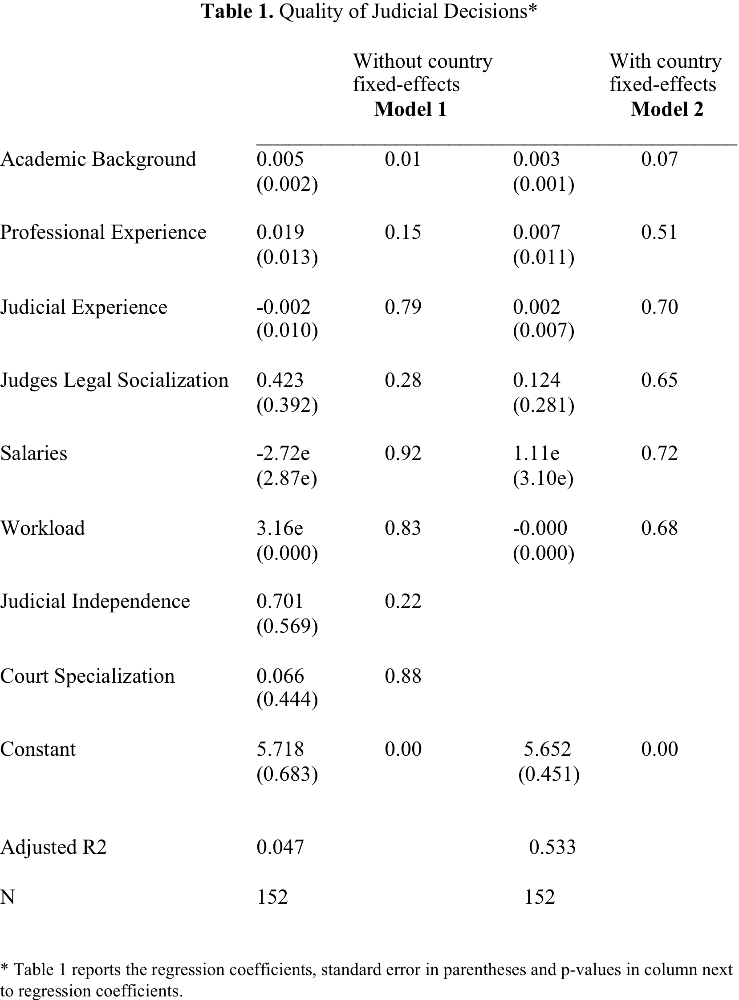 Table 1. Quality of Judicial Decisions*
Without country With country
fixed-effects fixed-effects
Model 1 Model 2
Academic Background 0.005 0.01 0.003 0.07
(0.002) (0.001)
Professional Experience 0.019 0.15 0.007 0.51
(0.013) (0.011)
Judicial Experience -0.002 0.79 0.002 0.70
(0.010) (0.007)
Judges Legal Socialization 0.423 0.28 0.124 0.65
(0.392) (0.281)
Salaries -2.72e 0.92 1.11e 0.72
(2.87e) (3.10e)
Workload 3.16e 0.83 -0.000 0.68
(0.000) (0.000)
Judicial Independence 0.701 0.22
(0.569)
Court Specialization 0.066 0.88
(0.444)
Constant 5.718 0.00 5.652 0.00
(0.683) (0.451)
Adjusted R2 0.047 0.533
N 152 152
* Table 1 reports the regression coefficients, standard error in parentheses and p-values in column next
to regression coefficients.